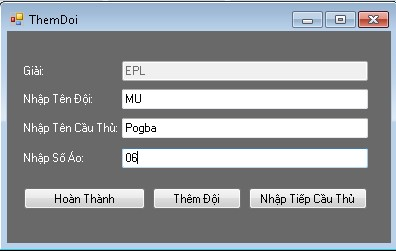 ThemDoi
Giải: EPL
Nhập Tên Đội: MU
Nhập Tên Cầu Thủ: Pogba
Nhập Số Áo: 06
Hoàn Thành Thêm Đội Nhập Tiếp Cầu Thủ